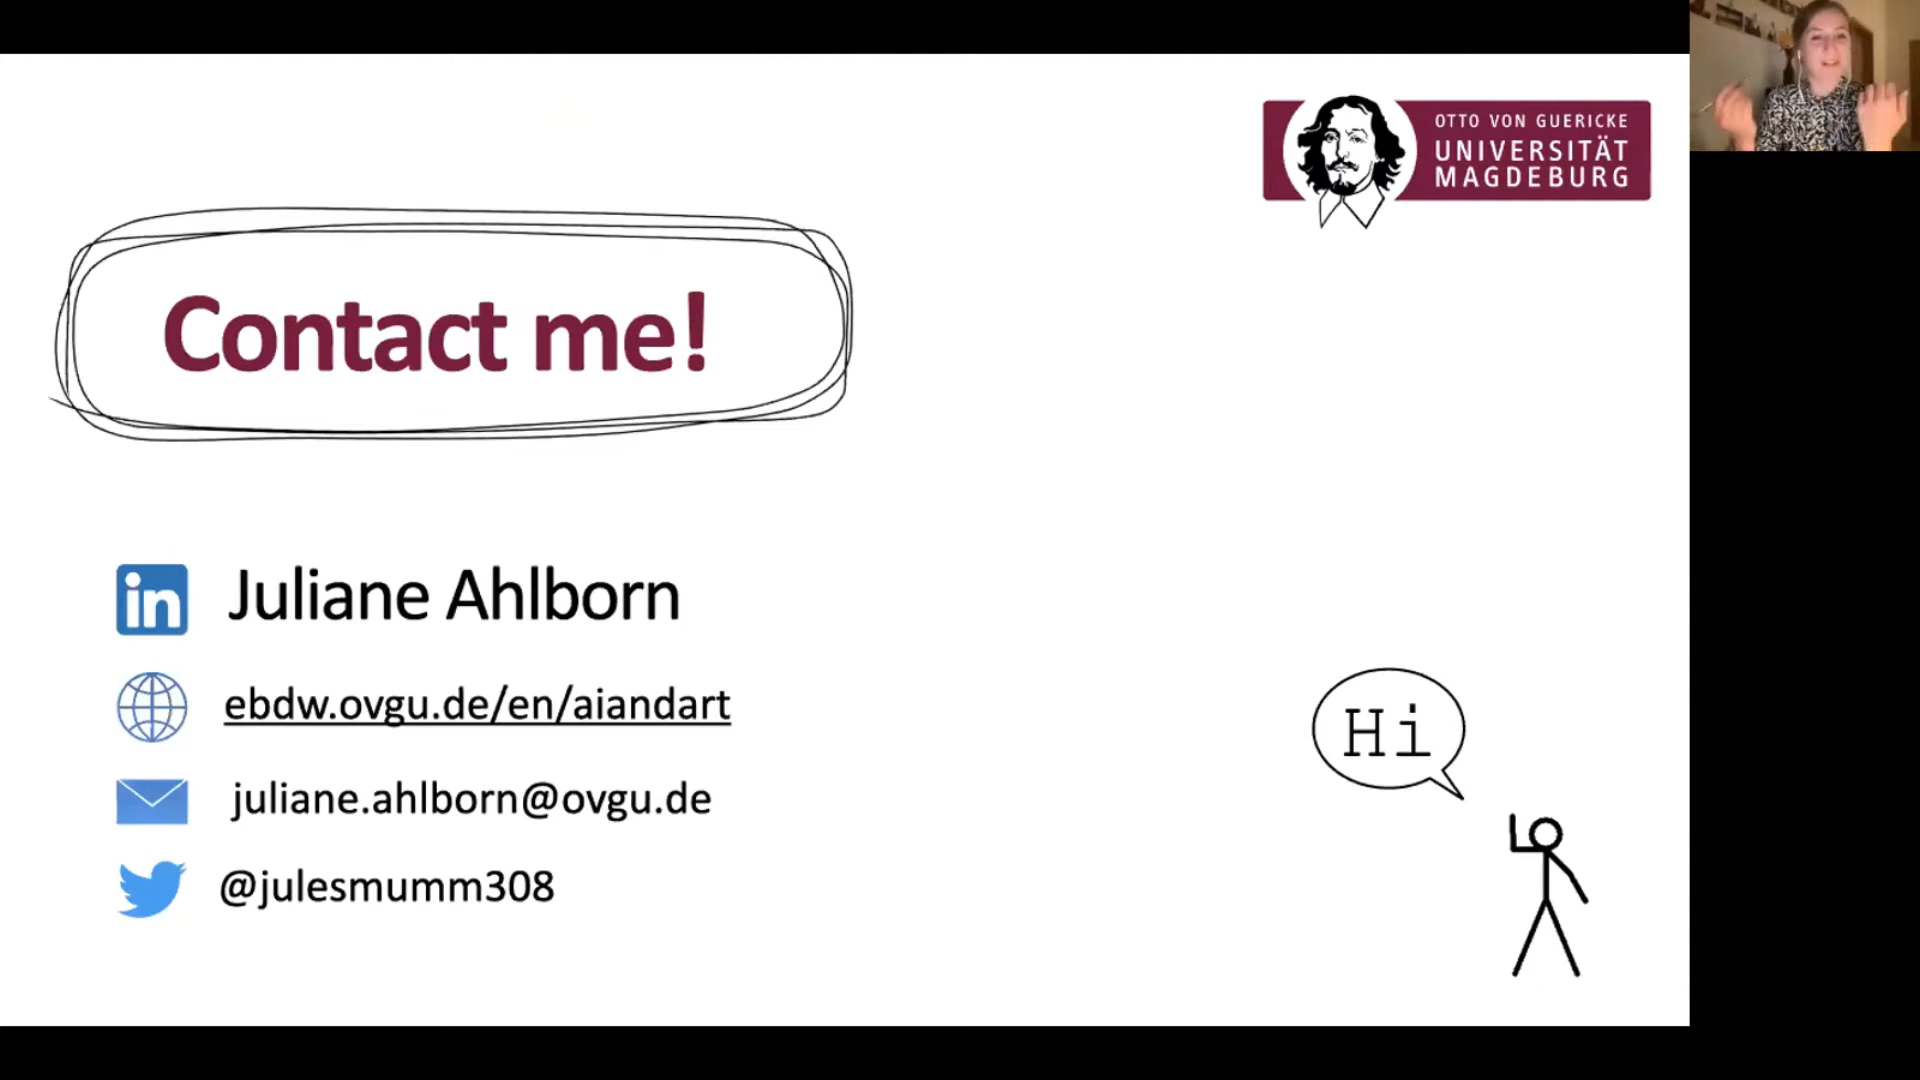 OTTO VON GUERICKE
UNIVERSITÄT
MAGDEBURG
Contact me!
in
Juliane Ahlborn
ebdw.ovgu.de/en/aiandart
juliane.ahlborn@ovgu.de
@julesmumm308
Hi